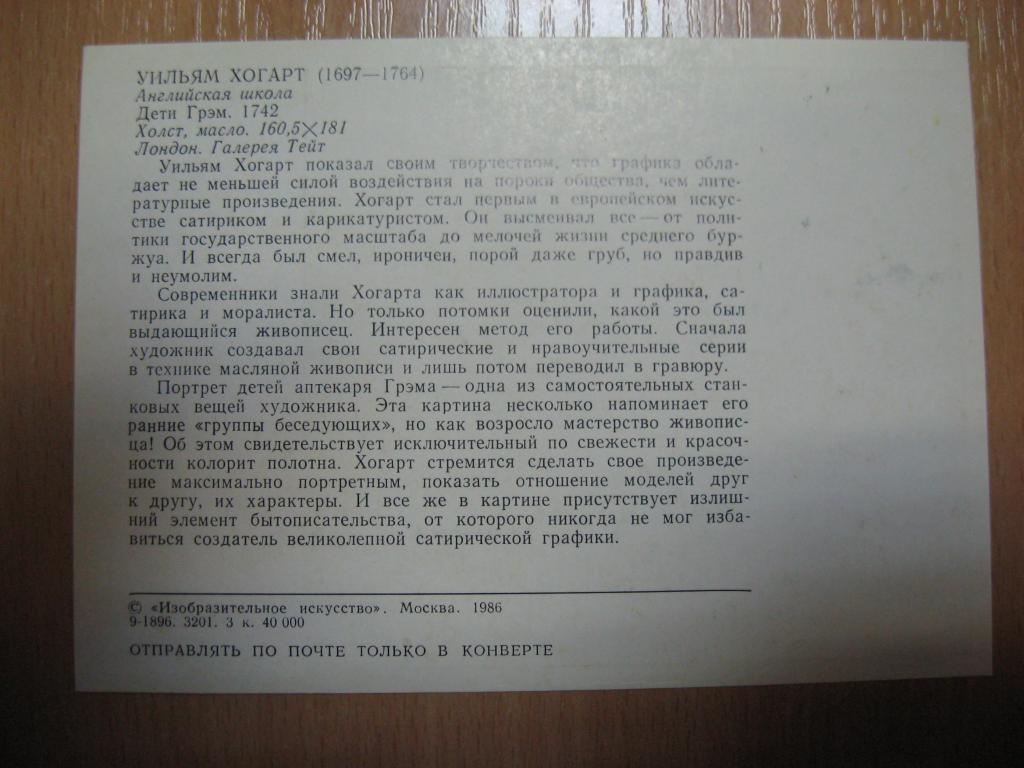 УИЛЬЯМ ХОГАРТ (1697—1764)
Английская школа
Дети Грэм. 1742
Холст, масло. 160,5×181
Лондон. Галерея Тейт
Уильям Хогарт показал своим творчеством, что графика обла-
дает не меньшей силой воздействия на пороки общества, чем лите-
ратурные произведения. Хогарт стал первым в европейском искус-
стве сатириком и карикатуристом. Он высмеивал все — от поли-
тики государственного масштаба до мелочей жизни среднего бур-
жуа. И всегда был смел, ироничен, порой даже груб, но правдив
и неумолим.
Современники знали Хогарта как иллюстратора и графика, са-
тирика и моралиста. Но только потомки оценили, какой это был
выдающийся живописец. Интересен метод его работы. Сначала
художник создавал свои сатирические и нравоучительные серии
в технике масляной живописи и лишь потом переводил в гравюру.
Портрет детей аптекаря Грэма — одна из самостоятельных стан-
ковых вещей художника. Эта картина несколько напоминает его
ранние «группы беседующих», но как возросло мастерство живопис-
ца! Об этом свидетельствует исключительный по свежести и красоч-
ности колорит полотна. Хогарт стремится сделать свое произведе-
ние максимально портретным, показать отношение моделей друг
к другу, их характеры. И все же в картине присутствует излиш-
ний элемент бытописательства, от которого никогда не мог изба-
виться создатель великолепной сатирической графики.
© «Изобразительное искусство». Москва. 1986
9-1896. 3201. 3 к. 40 000
ОТПРАВЛЯТЬ ПО ПОЧТЕ ТОЛЬКО В КОНВЕРТЕ